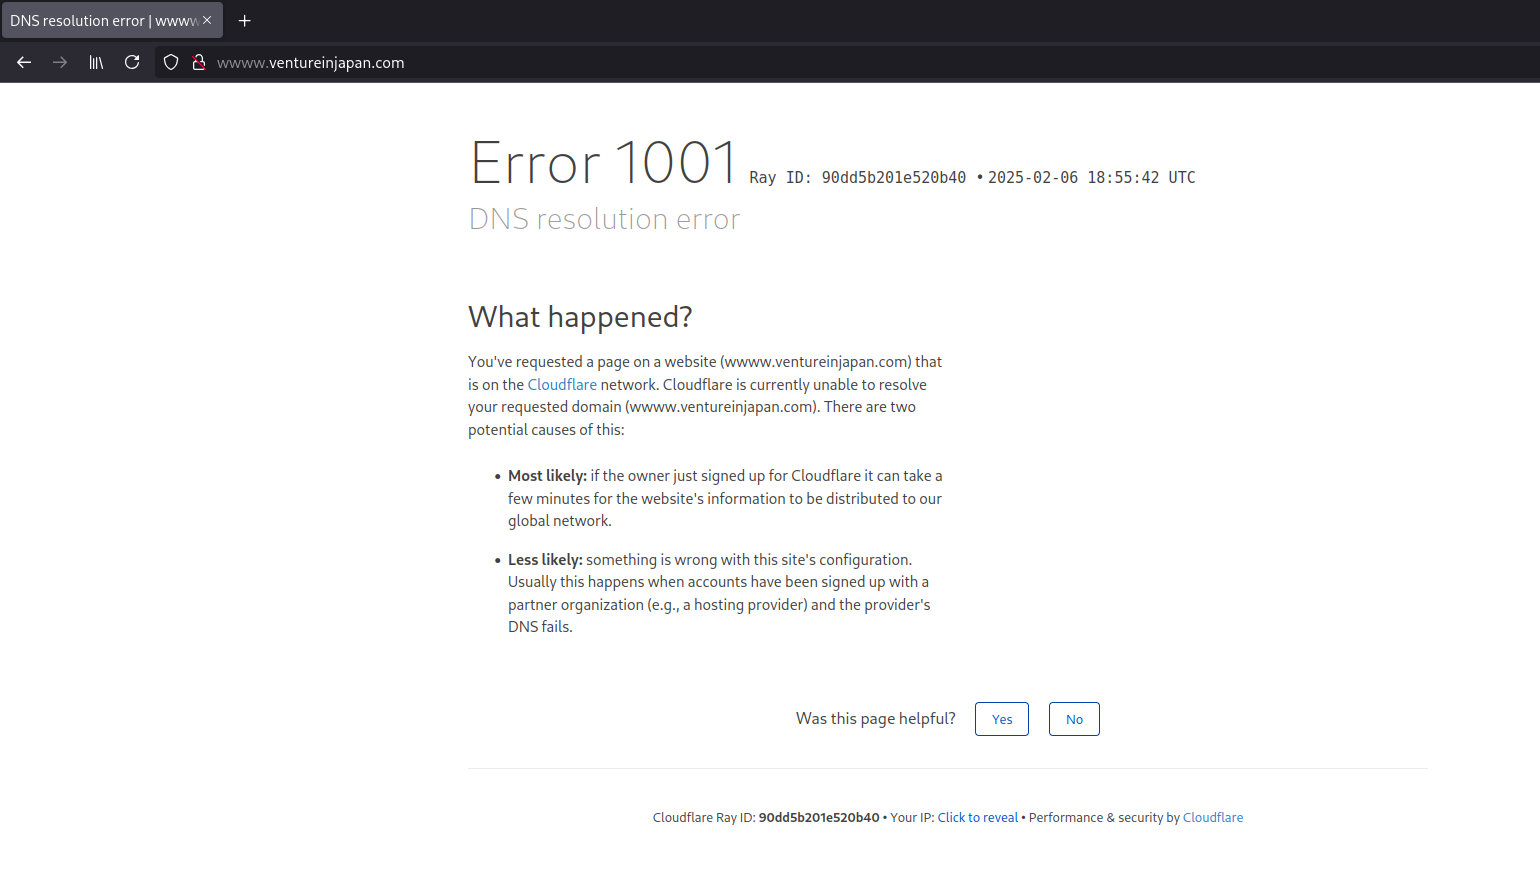 DNS resolution error | wwww
wwww.ventureinjapan.com
Error 1001 Ray ID: 90dd5b201e520b40 • 2025-02-06 18:55:42 UTC
DNS resolution error
What happened?
You've requested a page on a website (wwww.ventureinjapan.com) that
is on the Cloudflare network. Cloudflare is currently unable to resolve
your requested domain (wwww.ventureinjapan.com). There are two
potential causes of this:
• Most likely: if the owner just signed up for Cloudflare it can take a
few minutes for the website's information to be distributed to our
global network.
• Less likely: something is wrong with this site's configuration.
Usually this happens when accounts have been signed up with a
partner organization (e.g., a hosting provider) and the provider's
DNS fails.
Was this page helpful? Yes No
Cloudflare Ray ID: 90dd5b201e520b40 • Your IP: Click to reveal • Performance & security by Cloudflare